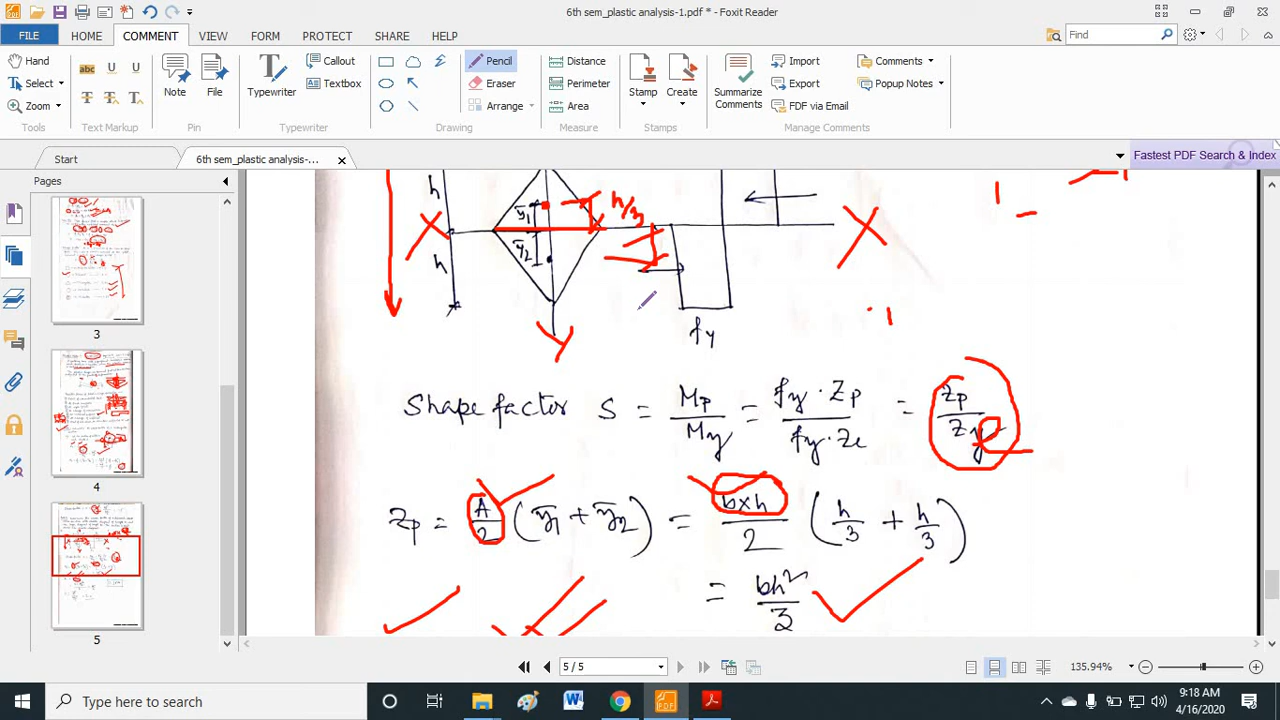 6th sem_plastic analysis-1.pdf * - Foxit Reader
FILE HOME COMMENT VIEW FORM PROTECT SHARE HELP
Find
Hand
Select
Zoom
Tools
abc U U
T T T
Text Markup
Note File
Pin
Typewriter
Callout
Textbox
Typewriter
Pencil
Eraser
Arrange
Drawing
Distance
Perimeter
Area
Measure
Stamp Create
Stamps
Summarize Comments
Import
Export
FDF via Email
Comments
Popup Notes
Manage Comments
Start
6th sem_plastic analysis-...
Fastest PDF Search & Index
Pages
3
4
5
h
h
ȳ1
ȳ2
h/3
X
X
Y
fy
Shape factor S = Mp/My = fy·Zp/fy·Ze = Zp/Ze
Zp = A/2 (ȳ1 + ȳ2) = b×h/2 (h/3 + h/3)
= bh²/3
5 / 5
135.94%
Type here to search
9:18 AM
4/16/2020